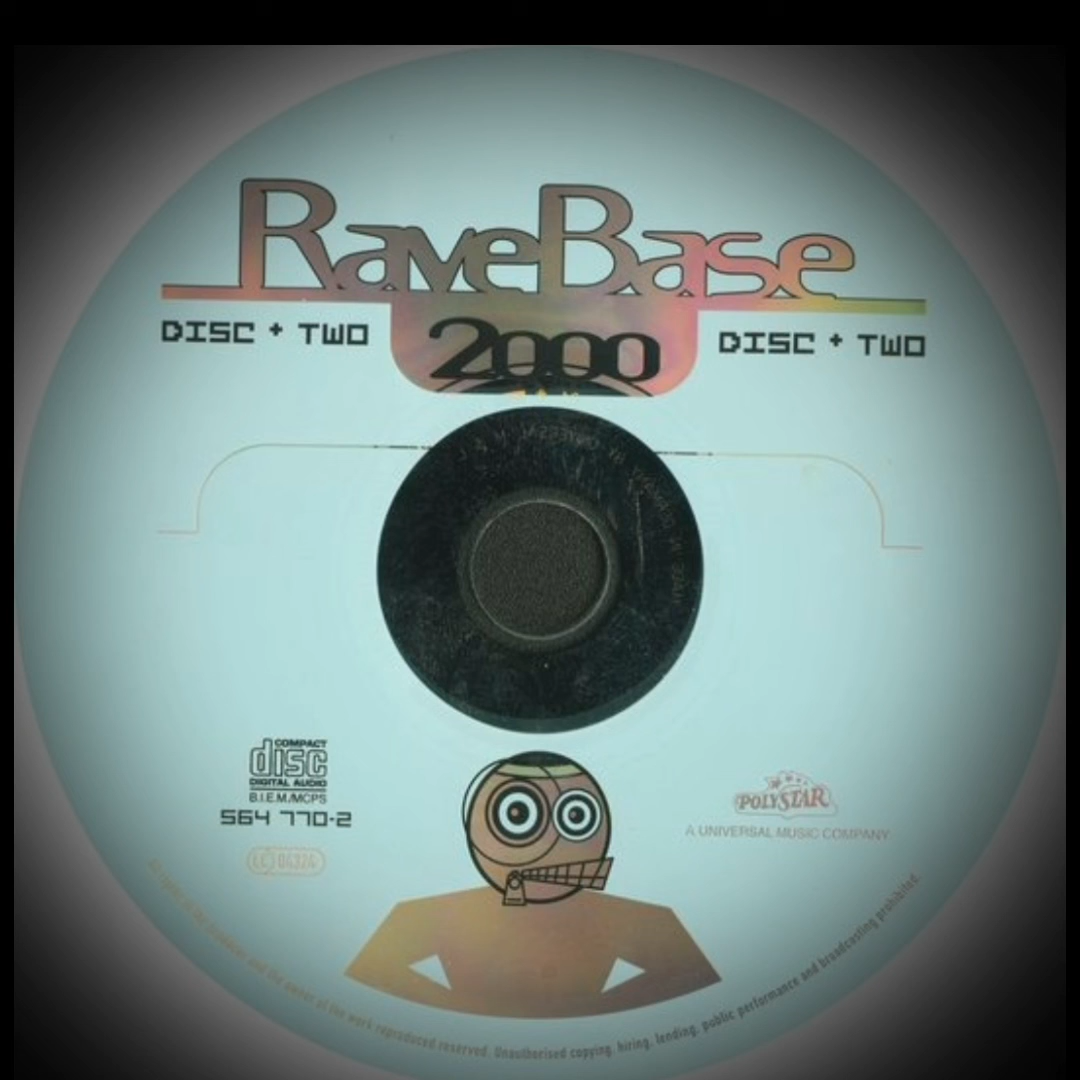 RaveBase
2000
DISC + TWO
DISC + TWO
COMPACT
disc
DIGITAL AUDIO
B.I.E.M./MCPS
564 770-2
LC 06324
POLYSTAR
A UNIVERSAL MUSIC COMPANY
and the owner of the work reproduced reserved. Unauthorised copying, hiring, lending, public performance and broadcasting prohibited.